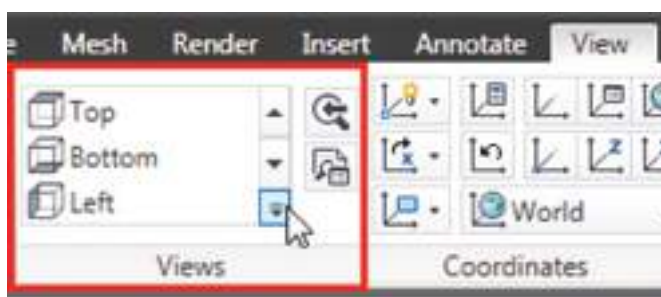 Mesh Render Insert Annotate View
Top
Bottom
Left
World
Views Coordinates